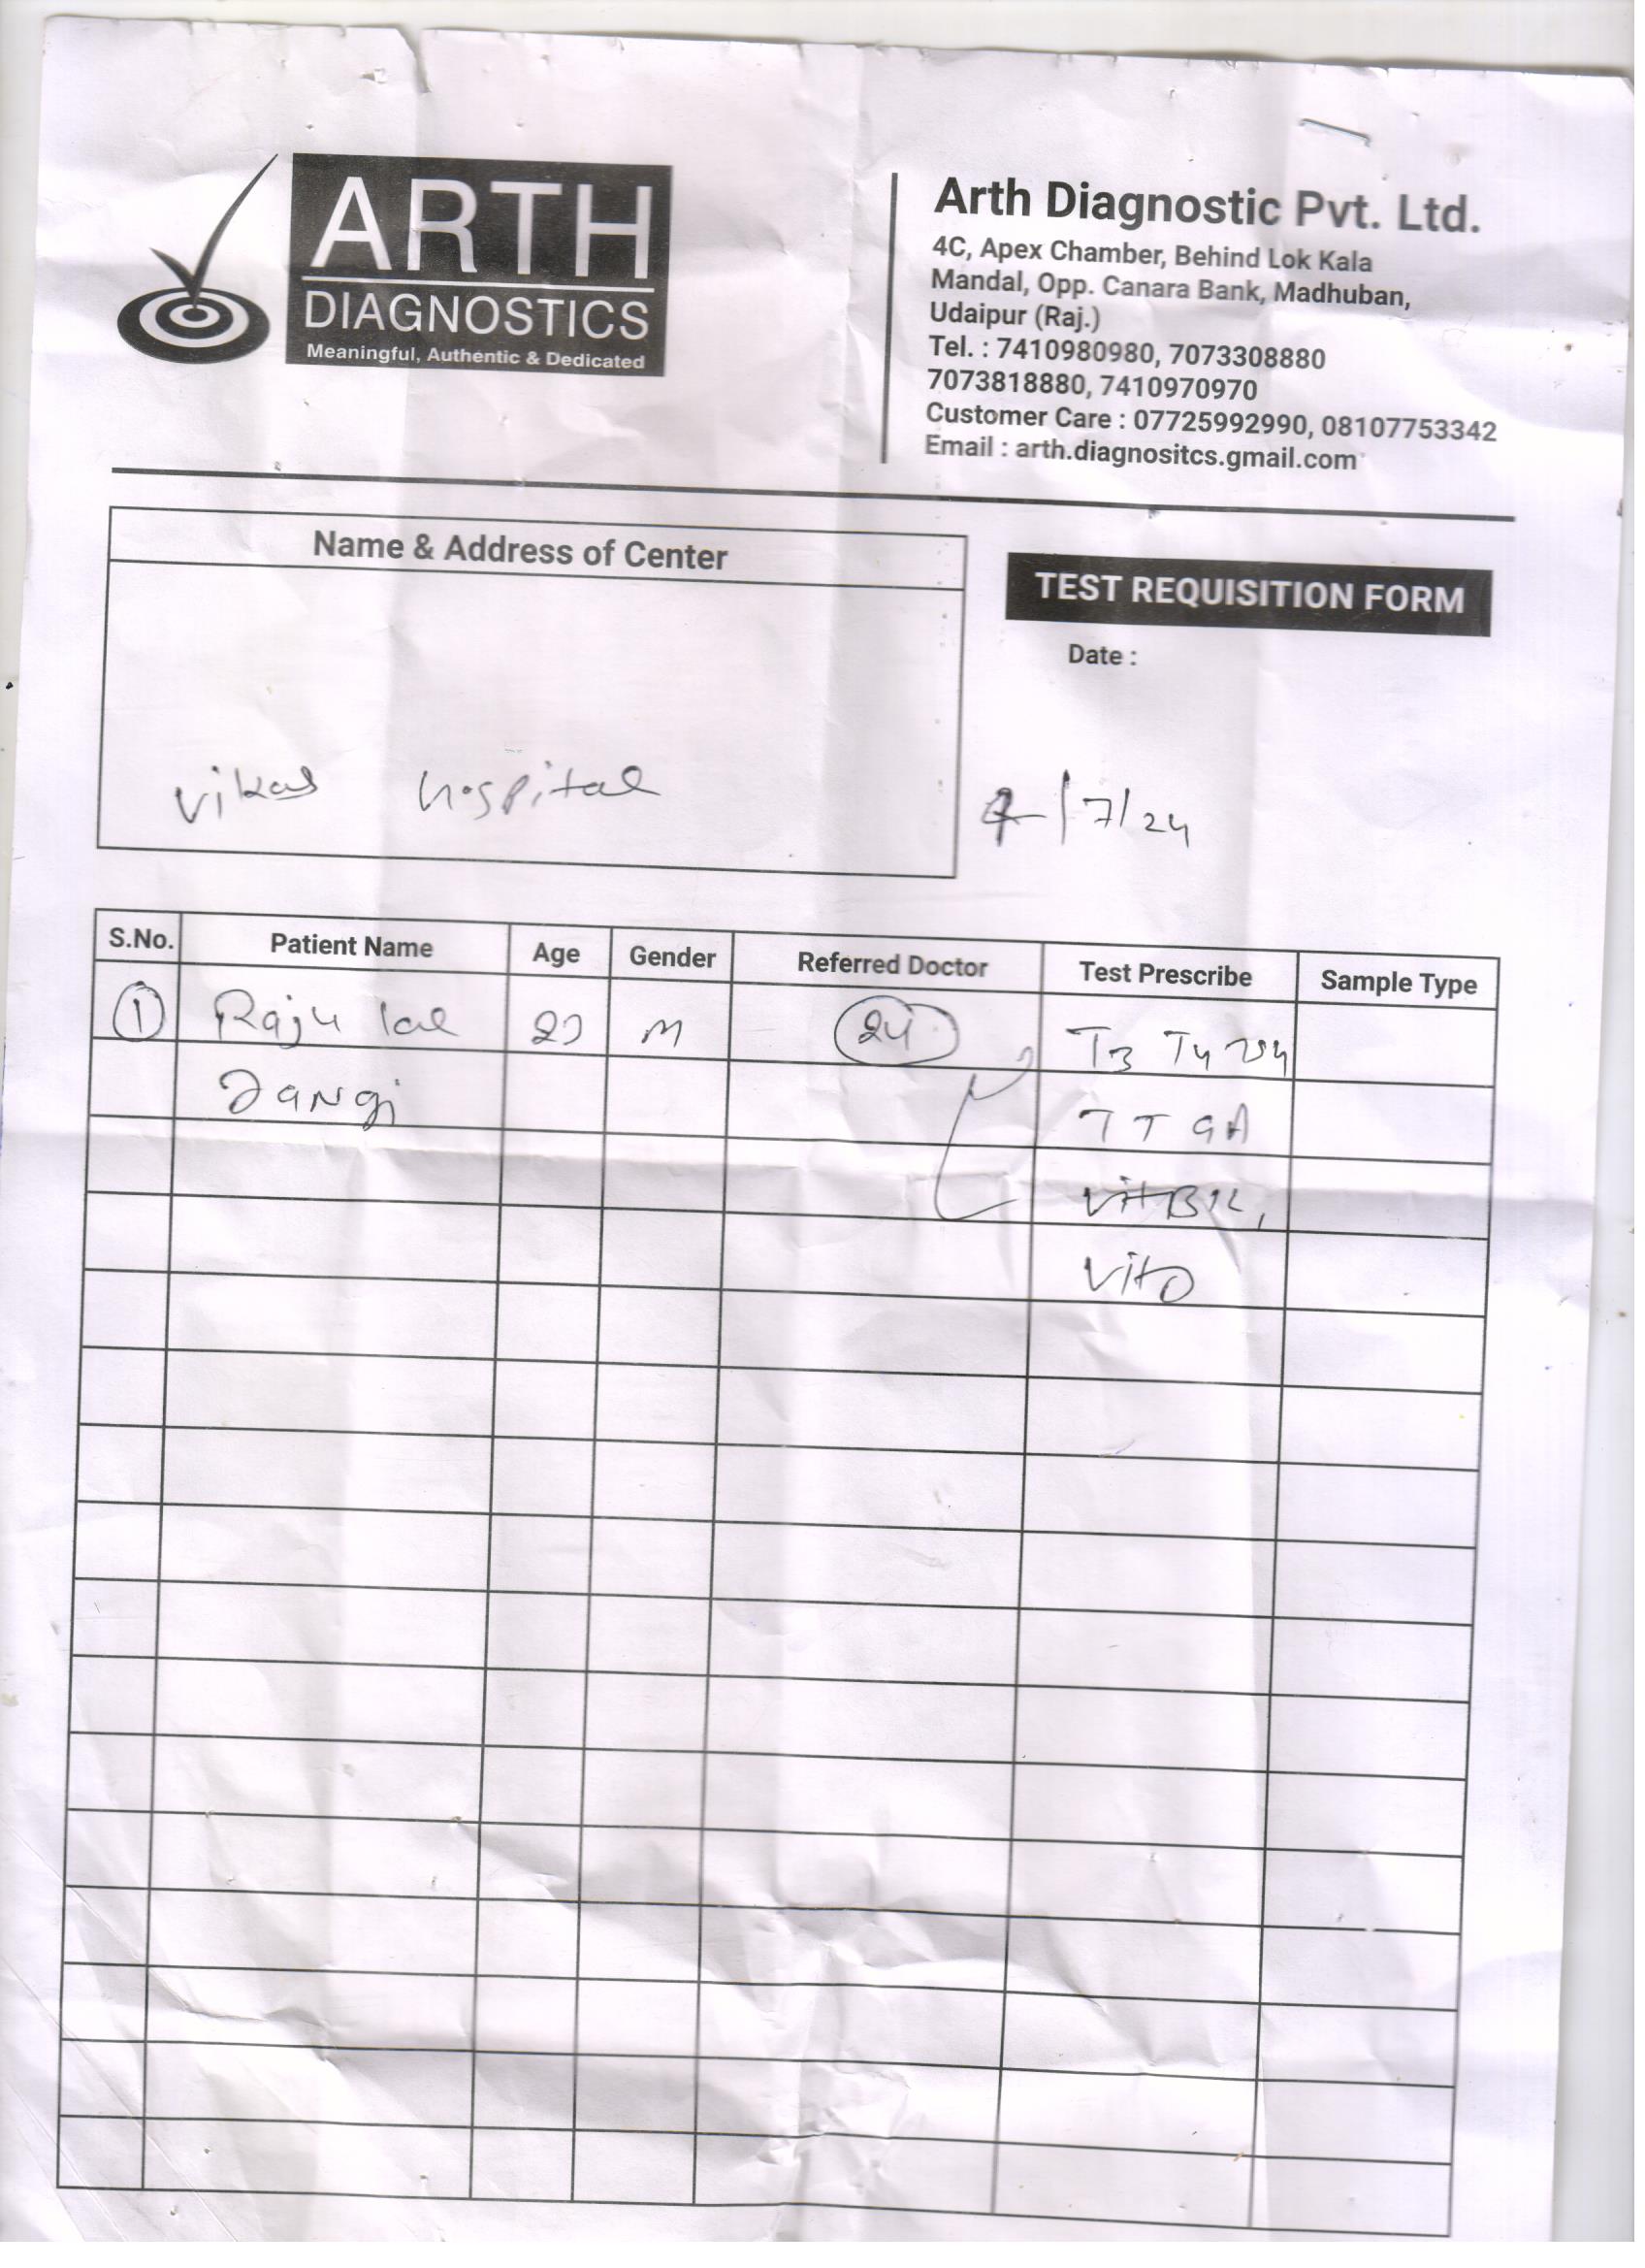 ARTH
DIAGNOSTICS
Meaningful, Authentic & Dedicated
Arth Diagnostic Pvt. Ltd.
4C, Apex Chamber, Behind Lok Kala
Mandal, Opp. Canara Bank, Madhuban,
Udaipur (Raj.)
Tel. : 7410980980, 7073308880
7073818880, 7410970970
Customer Care : 07725992990, 08107753342
Email : arth.diagnositcs.gmail.com
Name & Address of Center
Vikas hospital
TEST REQUISITION FORM
Date :
/7/24
S.No. Patient Name Age Gender Referred Doctor Test Prescribe Sample Type
1 Raju lal M 24 T3 T4
Dangi TTGA
Vit B12,
Vit D